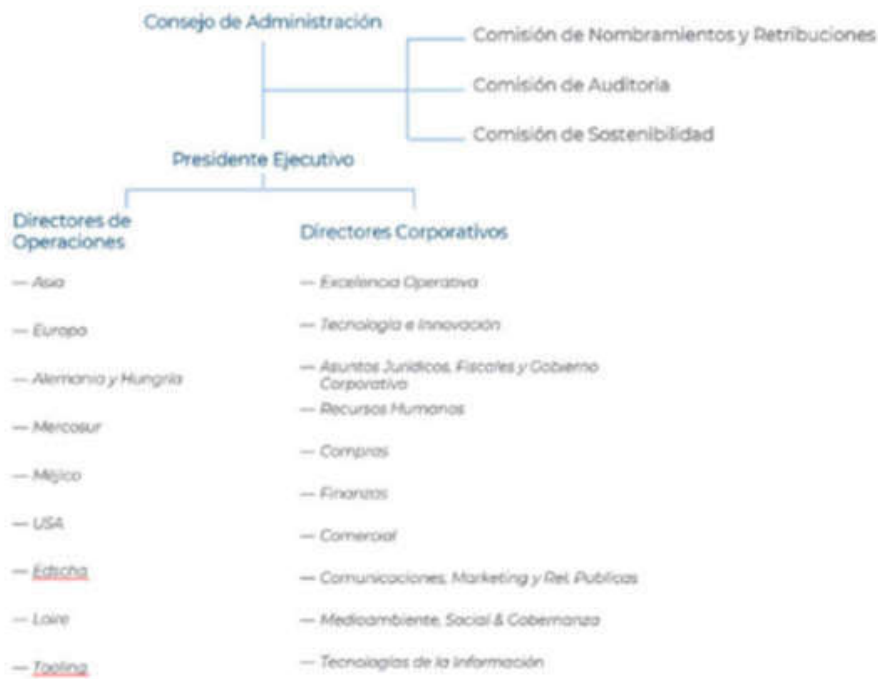 Consejo de Administración
Comisión de Nombramientos y Retribuciones
Comisión de Auditoria
Comisión de Sostenibilidad
Presidente Ejecutivo
Directores de
Operaciones
— Asia
— Europa
— Alemania y Hungría
— Mercosur
— Méjico
— USA
— Edscha
— Loire
— Tooling
Directores Corporativos
— Excelencia Operativa
— Tecnología e Innovación
— Asuntos Jurídicos, Fiscales y Gobierno
Corporativo
— Recursos Humanos
— Compras
— Finanzas
— Comercial
— Comunicaciones, Marketing y Rel. Publicas
— Medioambiente, Social & Gobernanza
— Tecnologías de la Información